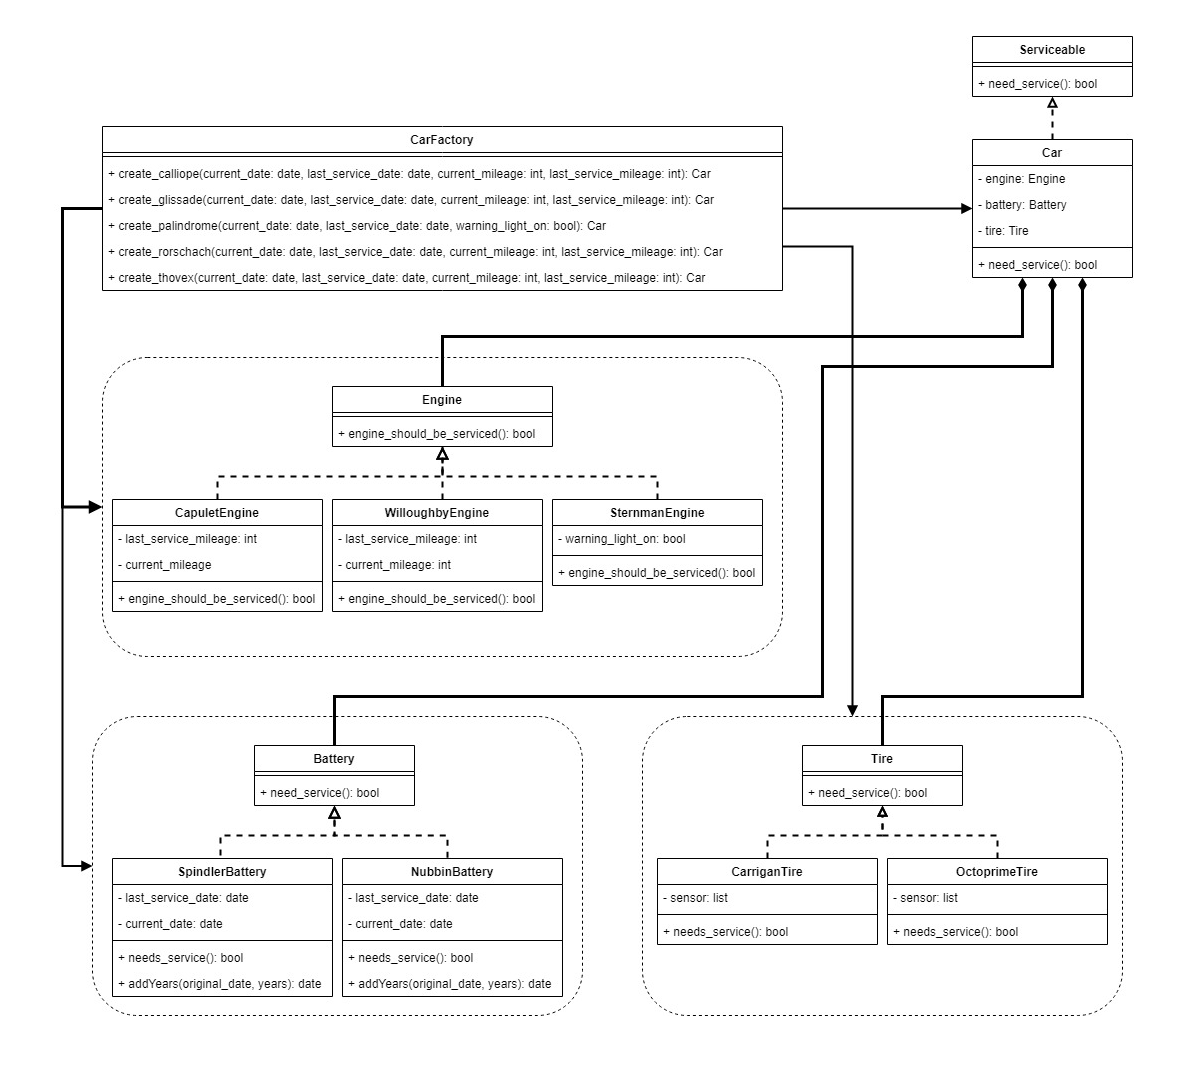 Serviceable
+ need_service(): bool
CarFactory
+ create_calliope(current_date: date, last_service_date: date, current_mileage: int, last_service_mileage: int): Car
+ create_glissade(current_date: date, last_service_date: date, current_mileage: int, last_service_mileage: int): Car
+ create_palindrome(current_date: date, last_service_date: date, warning_light_on: bool): Car
+ create_rorschach(current_date: date, last_service_date: date, current_mileage: int, last_service_mileage: int): Car
+ create_thovex(current_date: date, last_service_date: date, current_mileage: int, last_service_mileage: int): Car
Car
- engine: Engine
- battery: Battery
- tire: Tire
+ need_service(): bool
Engine
+ engine_should_be_serviced(): bool
CapuletEngine
- last_service_mileage: int
- current_mileage
+ engine_should_be_serviced(): bool
WilloughbyEngine
- last_service_mileage: int
- current_mileage: int
+ engine_should_be_serviced(): bool
SternmanEngine
- warning_light_on: bool
+ engine_should_be_serviced(): bool
Battery
+ need_service(): bool
SpindlerBattery
- last_service_date: date
- current_date: date
+ needs_service(): bool
+ addYears(original_date, years): date
NubbinBattery
- last_service_date: date
- current_date: date
+ needs_service(): bool
+ addYears(original_date, years): date
Tire
+ need_service(): bool
CarriganTire
- sensor: list
+ needs_service(): bool
OctoprimeTire
- sensor: list
+ needs_service(): bool